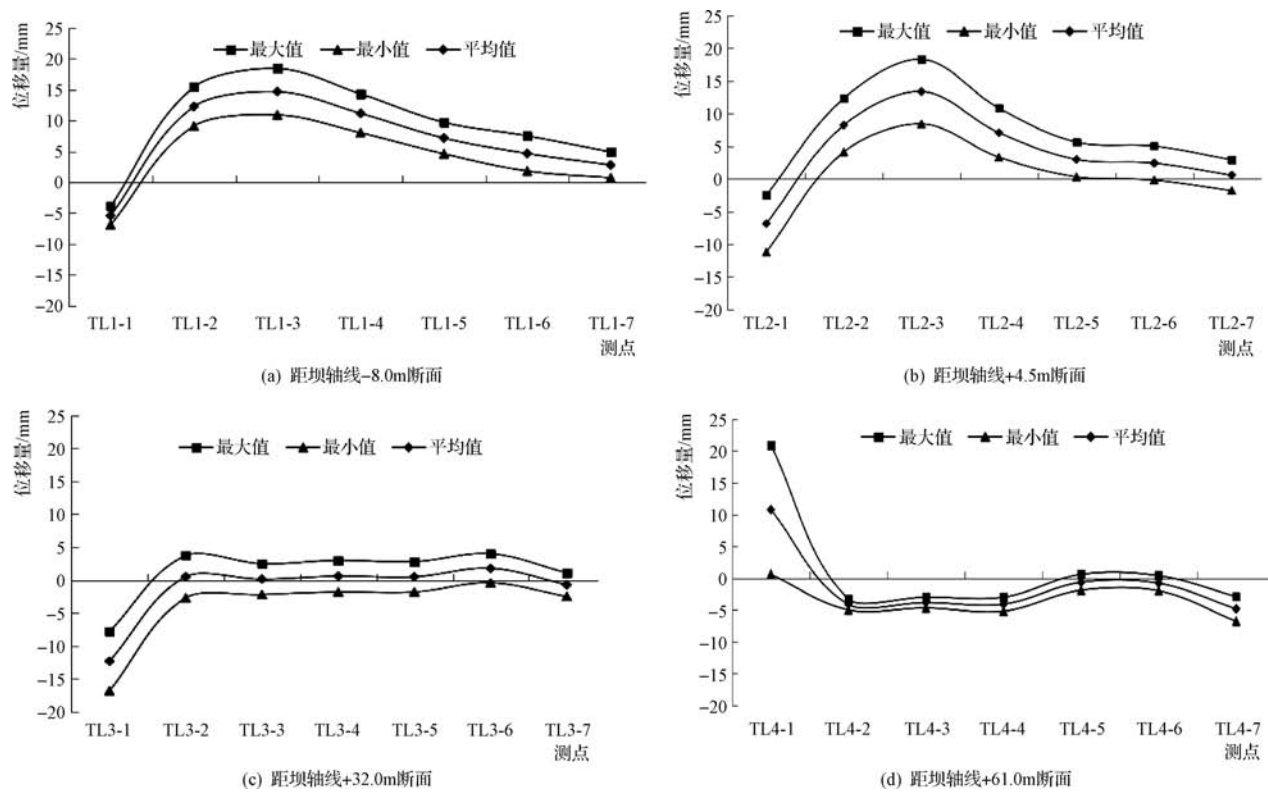 位移量/mm
25
20
15
10
5
0
-5
-10
-15
-20
最大值 最小值 平均值
TL1-1 TL1-2 TL1-3 TL1-4 TL1-5 TL1-6 TL1-7
测点
(a) 距坝轴线-8.0m断面
位移量/mm
25
20
15
10
5
0
-5
-10
-15
-20
最大值 最小值 平均值
TL2-1 TL2-2 TL2-3 TL2-4 TL2-5 TL2-6 TL2-7
测点
(b) 距坝轴线+4.5m断面
位移量/mm
25
20
15
10
5
0
-5
-10
-15
-20
最大值 最小值 平均值
TL3-1 TL3-2 TL3-3 TL3-4 TL3-5 TL3-6 TL3-7
测点
(c) 距坝轴线+32.0m断面
位移量/mm
25
20
15
10
5
0
-5
-10
-15
-20
最大值 最小值 平均值
TL4-1 TL4-2 TL4-3 TL4-4 TL4-5 TL4-6 TL4-7
测点
(d) 距坝轴线+61.0m断面